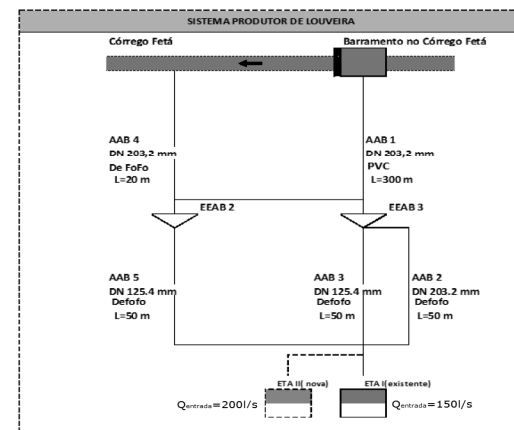 SISTEMA PRODUTOR DE LOUVEIRA
Córrego Fetá
Barramento no Córrego Fetá
AAB 4
DN 203,2 mm
De FoFo
L=20 m
AAB 1
DN 203,2 mm
PVC
L=300 m
EEAB 2
EEAB 3
AAB 5
DN 125.4 mm
Defofo
L=50 m
AAB 3
DN 125.4 mm
Defofo
L=50 m
AAB 2
DN 203.2 mm
Defofo
L=50 m
ETA II( nova)
ETA I(existente)
Qentrada=200l/s
Qentrada=150l/s